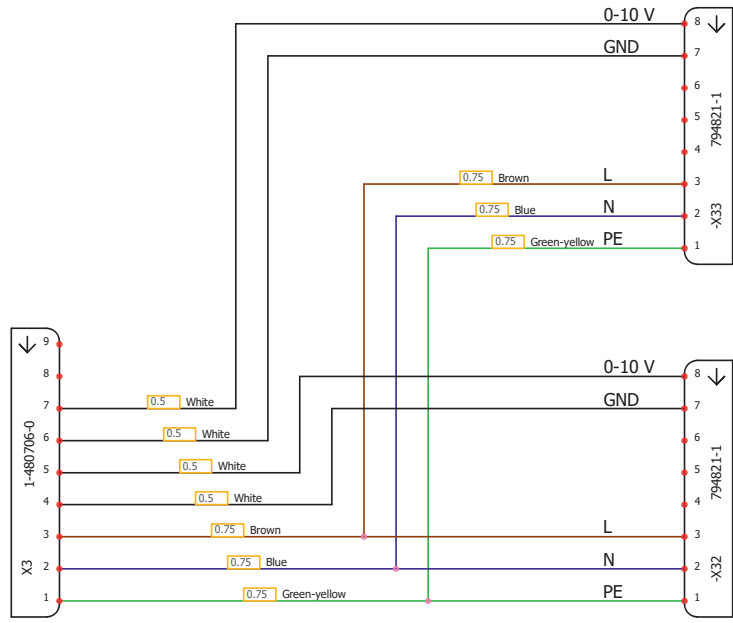 0-10 V
8
GND
7
6
5
4
0.75 Brown L 3
0.75 Blue N 2
0.75 Green-yellow PE 1
794821-1
-X33
9
8
0-10 V
8
7 0.5 White
GND
7
6 0.5 White
6
5 0.5 White
5
4 0.5 White
4
3 0.75 Brown L 3
2 0.75 Blue N 2
1 0.75 Green-yellow PE 1
1-480706-0
X3
794821-1
-X32